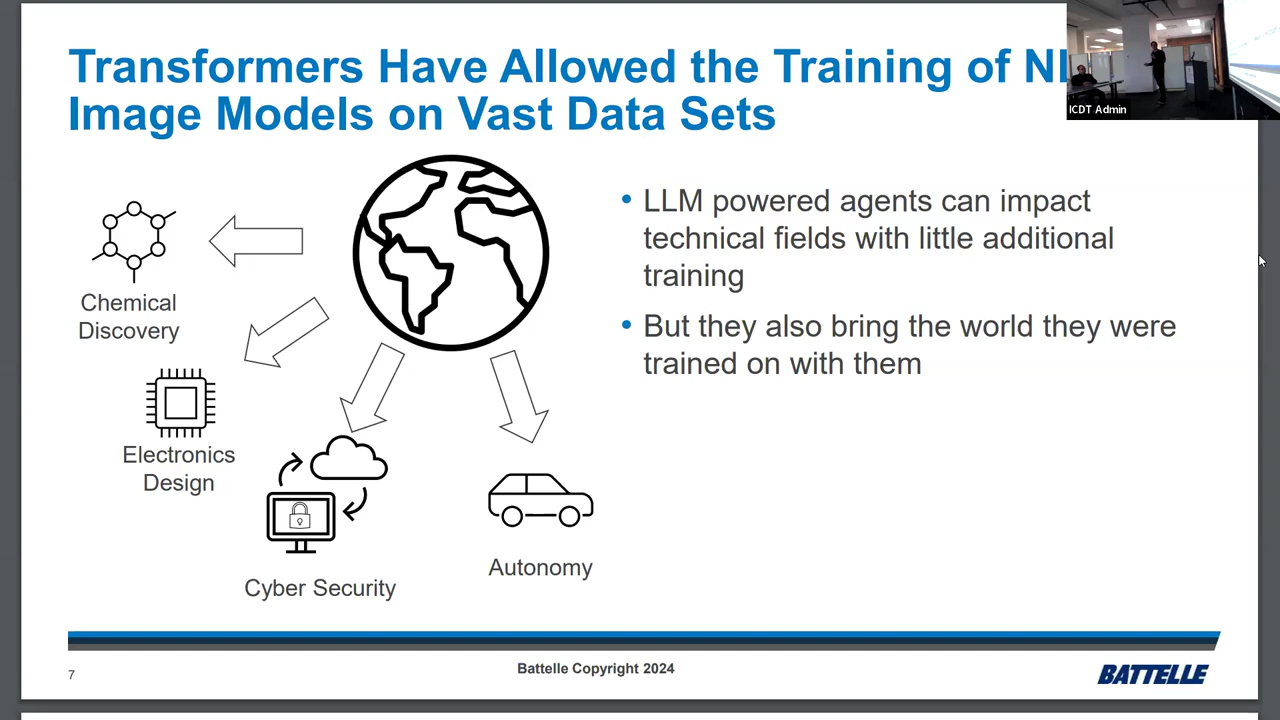 Transformers Have Allowed the Training of
Image Models on Vast Data Sets
ICDT Admin
• LLM powered agents can impact
technical fields with little additional
training
• But they also bring the world they were
trained on with them
Chemical
Discovery
Electronics
Design
Cyber Security
Autonomy
7
Battelle Copyright 2024
BATTELLE